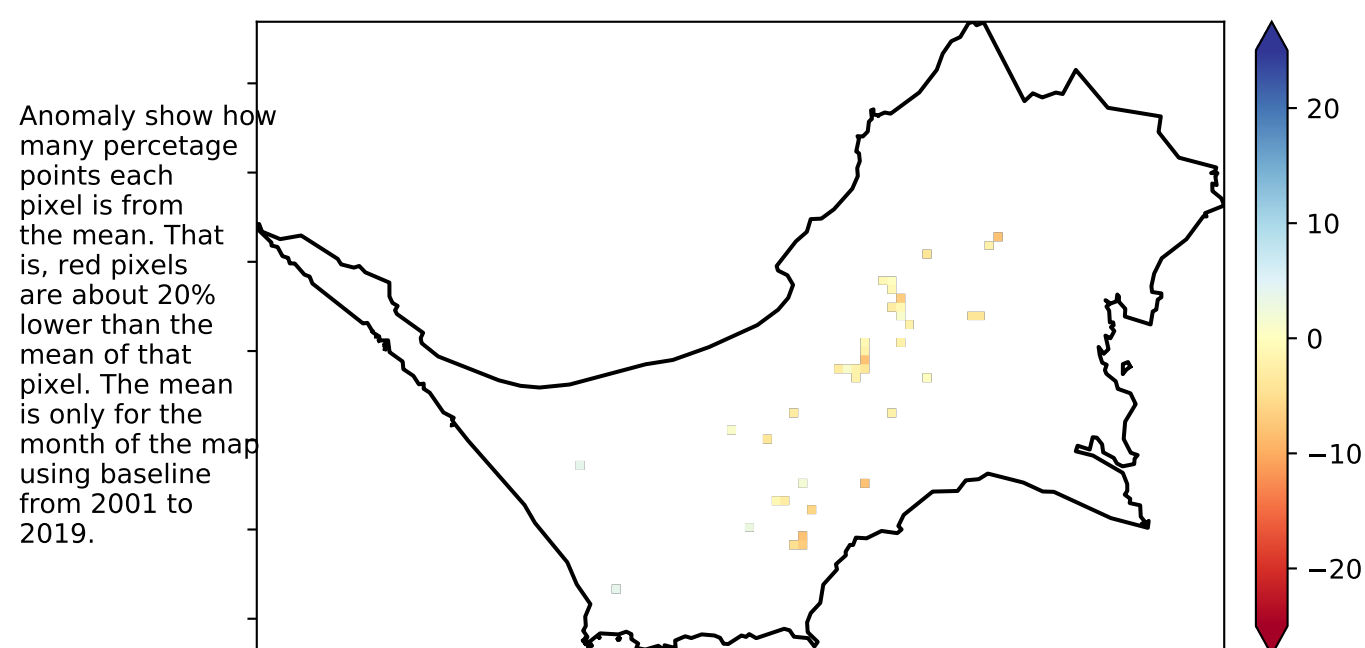 Anomaly show how
many percetage
points each
pixel is from
the mean. That
is, red pixels
are about 20%
lower than the
mean of that
pixel. The mean
is only for the
month of the map
using baseline
from 2001 to
2019.
20
10
0
−10
−20